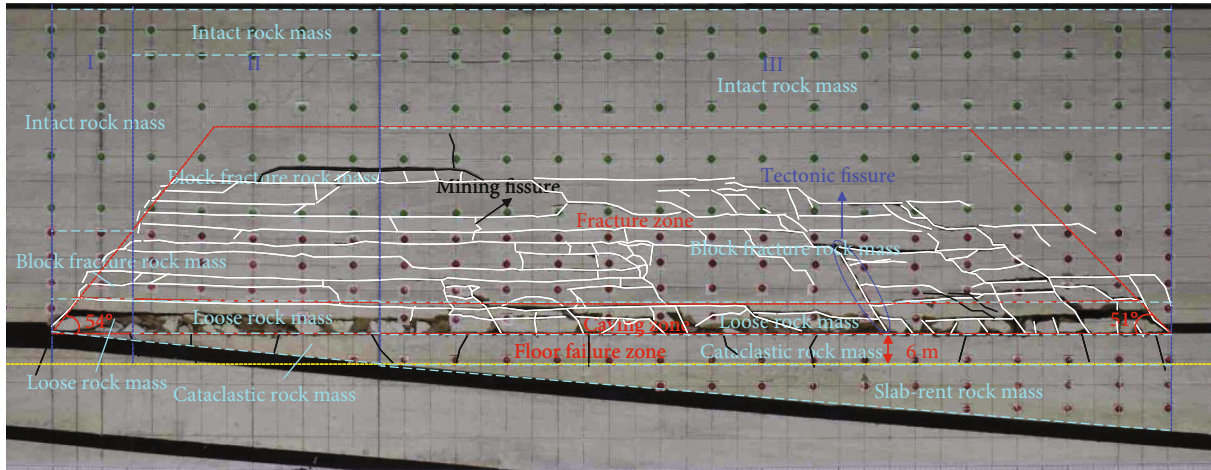 Intact rock mass
I
II
III
Intact rock mass
Intact rock mass
Block fracture rock mass
Mining fissure
Tectonic fissure
Fracture zone
Block fracture rock mass
Block fracture rock mass
54°
Loose rock mass
Caving zone
Loose rock mass
51°
Floor failure zone
Cataclastic rock mass
6 m
Loose rock mass
Cataclastic rock mass
Slab-rent rock mass